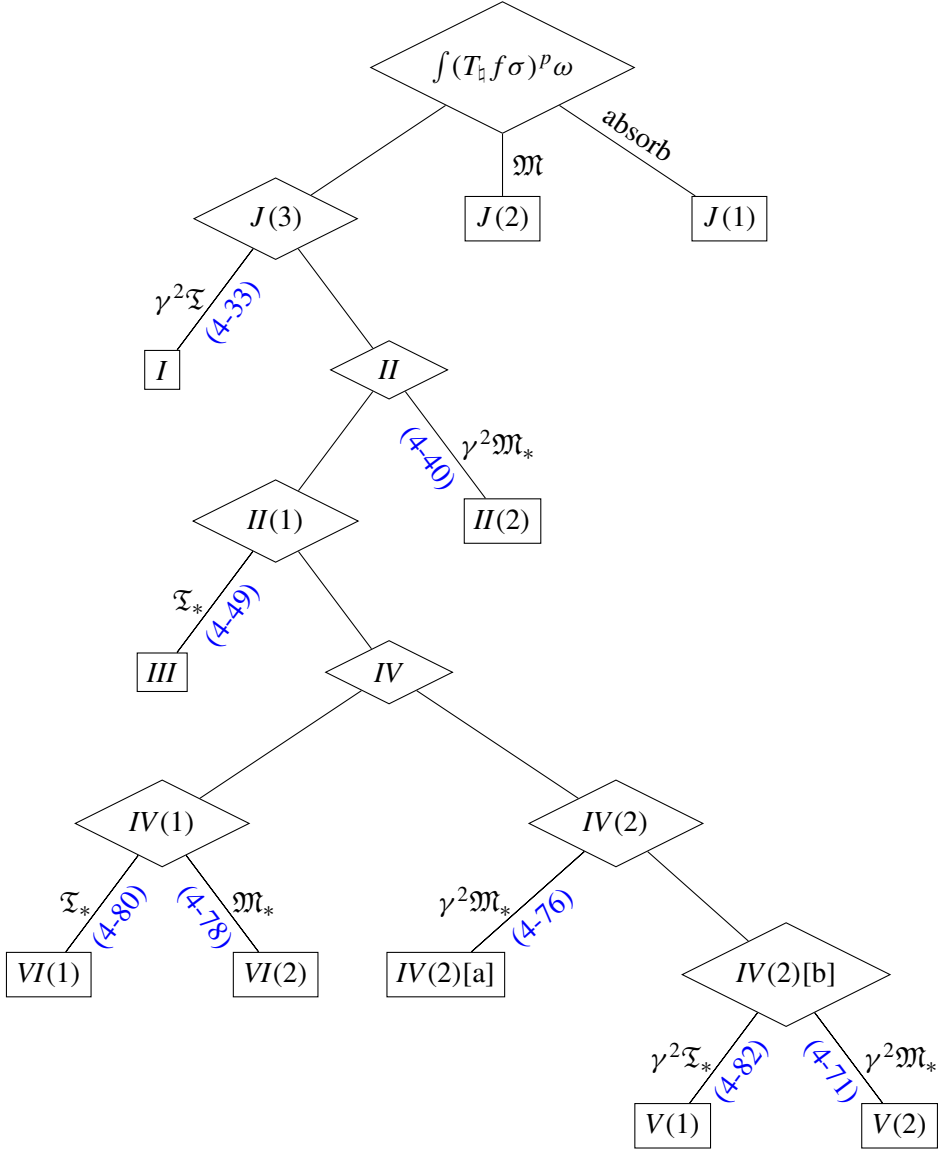 ∫(T♮ fσ)^p ω
absorb
𝔐
J(3)
J(2)
J(1)
γ²𝔗
(4-33)
I
II
(4-40)
γ²𝔐∗
II(1)
II(2)
𝔗∗
(4-49)
III
IV
IV(1)
IV(2)
𝔗∗
(4-80)
(4-78)
𝔐∗
γ²𝔐∗
(4-76)
VI(1)
VI(2)
IV(2)[a]
IV(2)[b]
γ²𝔗∗
(4-82)
(4-71)
γ²𝔐∗
V(1)
V(2)